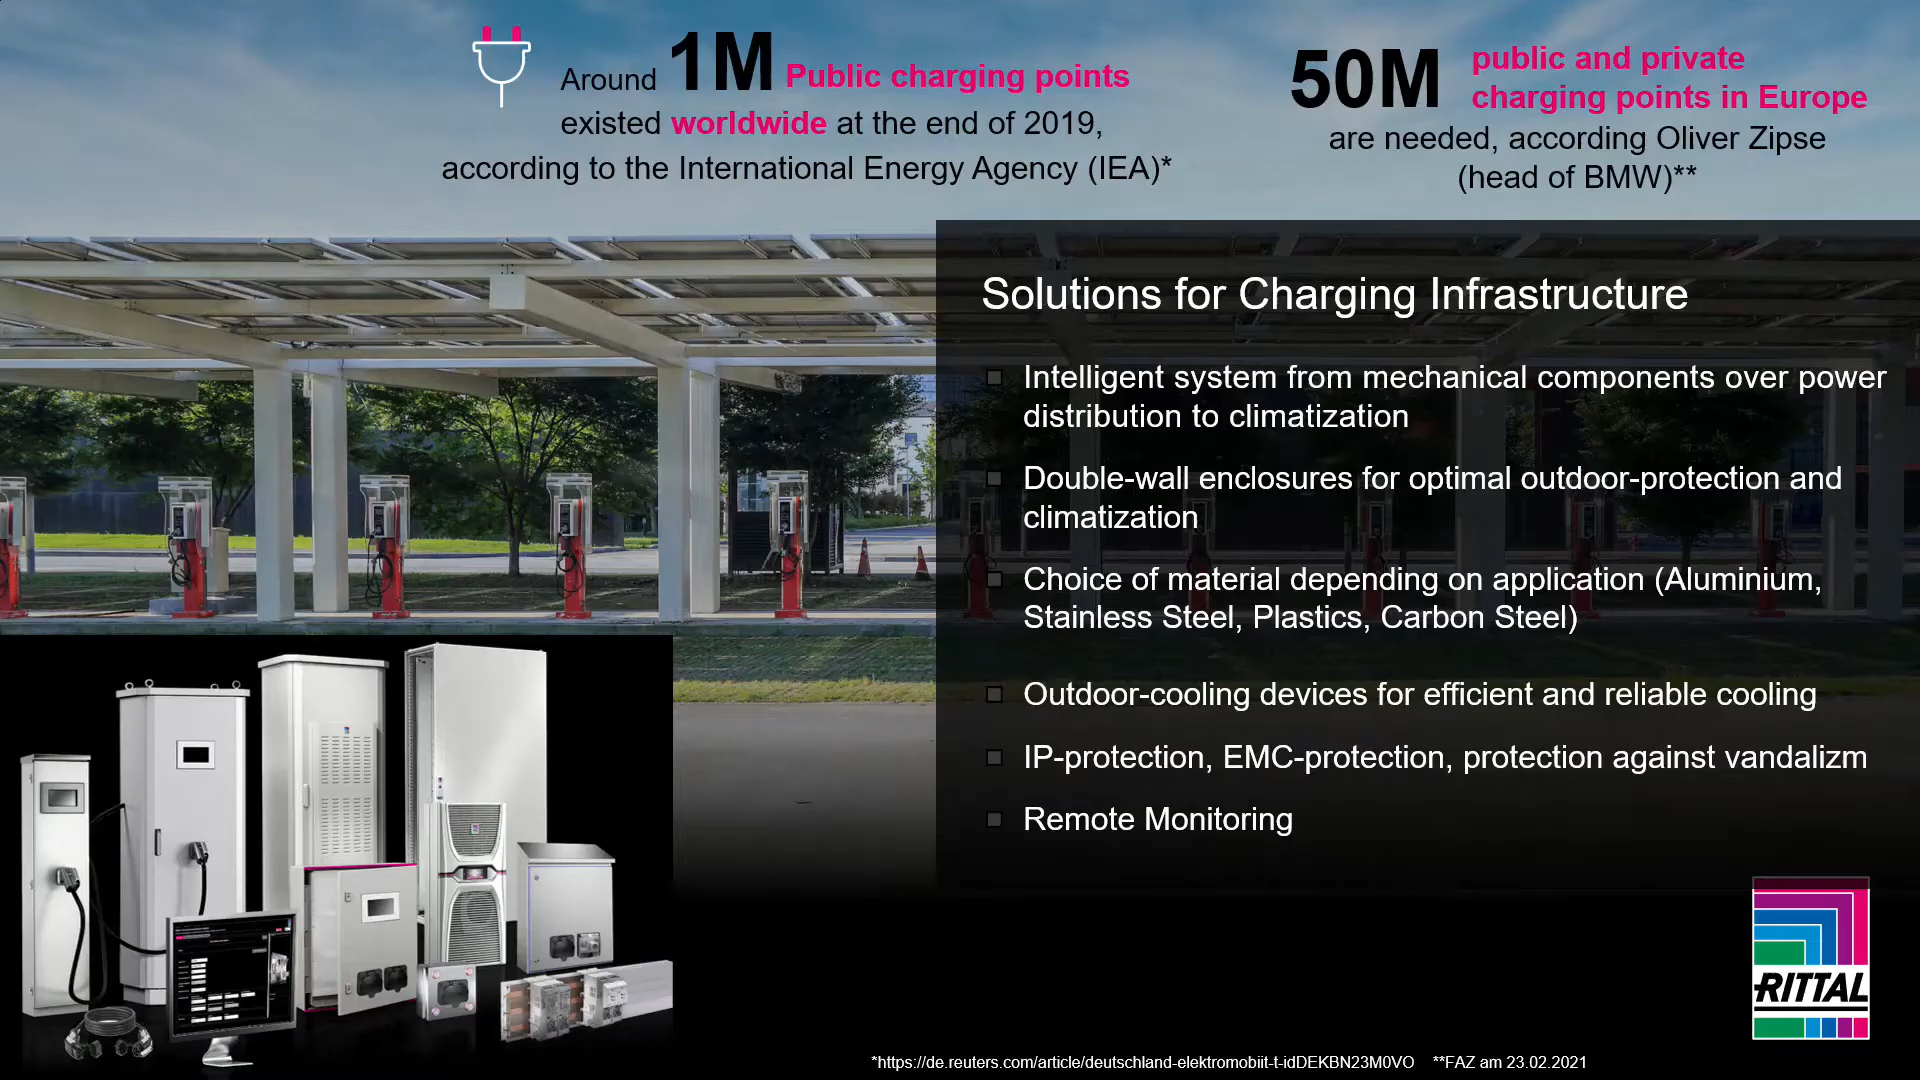 Around 1M Public charging points
existed worldwide at the end of 2019,
according to the International Energy Agency (IEA)*
50M public and private
charging points in Europe
are needed, according Oliver Zipse
(head of BMW)**
Solutions for Charging Infrastructure
Intelligent system from mechanical components over power
distribution to climatization
Double-wall enclosures for optimal outdoor-protection and
climatization
Choice of material depending on application (Aluminium,
Stainless Steel, Plastics, Carbon Steel)
Outdoor-cooling devices for efficient and reliable cooling
IP-protection, EMC-protection, protection against vandalizm
Remote Monitoring
RITTAL
*https://de.reuters.com/article/deutschland-elektromobiit-t-idDEKBN23M0VO **FAZ am 23.02.2021